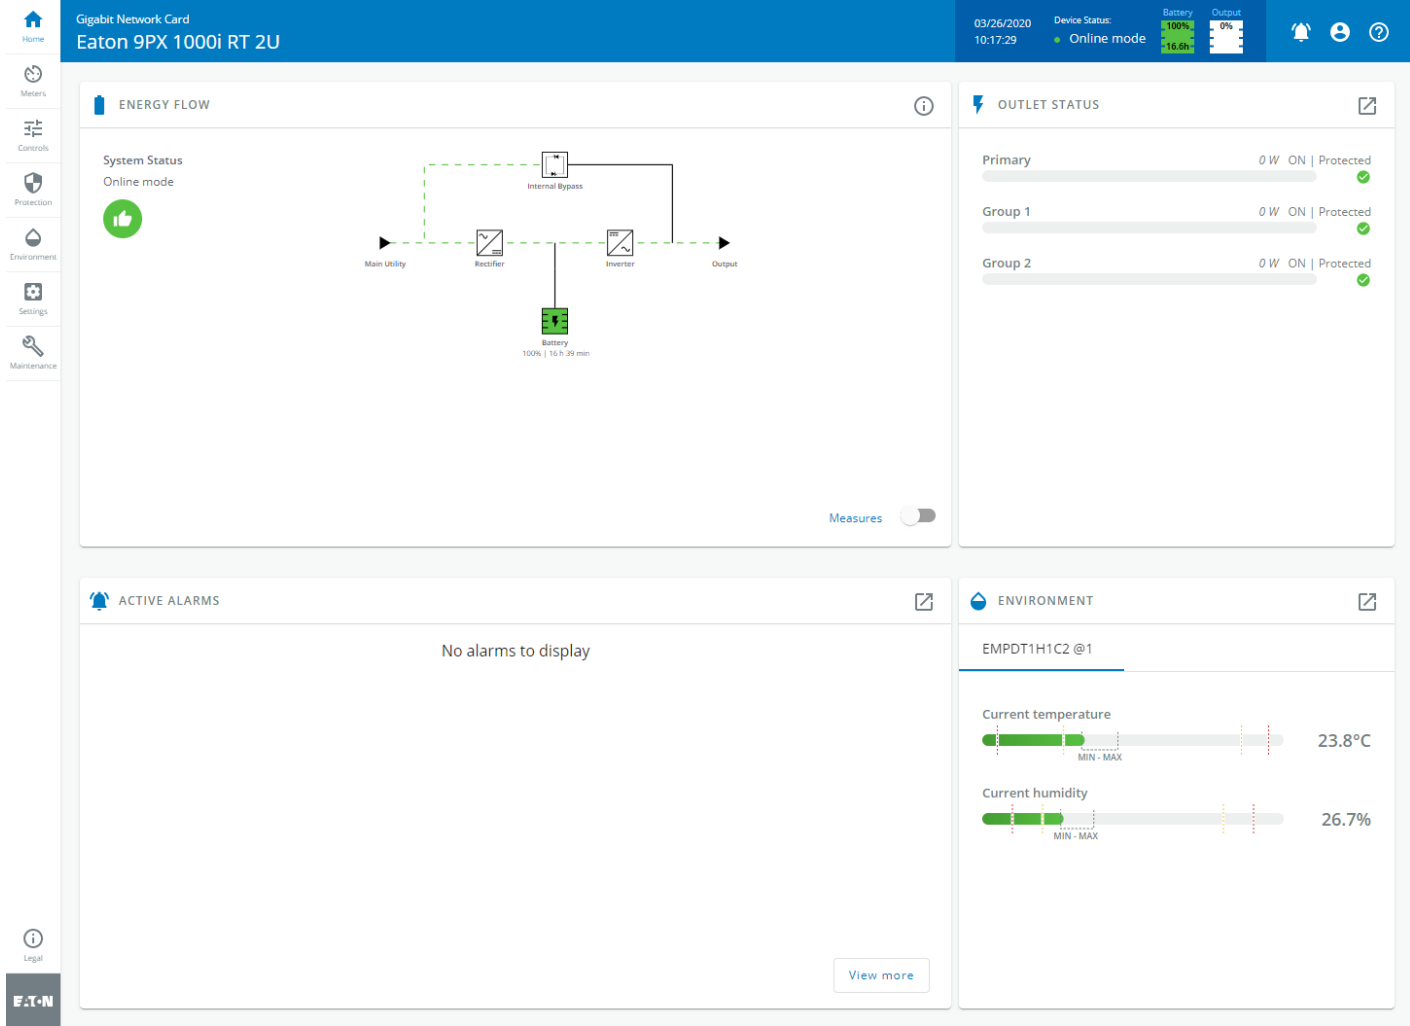 Gigabit Network Card
Eaton 9PX 1000i RT 2U
03/26/2020
10:17:29
Device Status:
Online mode
Battery
100%
16.6h
Output
0%
Home
Meters
Controls
Protection
Environment
Settings
Maintenance
Legal
EATON
ENERGY FLOW
System Status
Online mode
Internal Bypass
Main Utility
Rectifier
Inverter
Output
Battery
100% | 16 h 39 min
Measures
OUTLET STATUS
Primary 0 W ON | Protected
Group 1 0 W ON | Protected
Group 2 0 W ON | Protected
ACTIVE ALARMS
No alarms to display
View more
ENVIRONMENT
EMPDT1H1C2 @1
Current temperature
23.8°C
MIN - MAX
Current humidity
26.7%
MIN - MAX